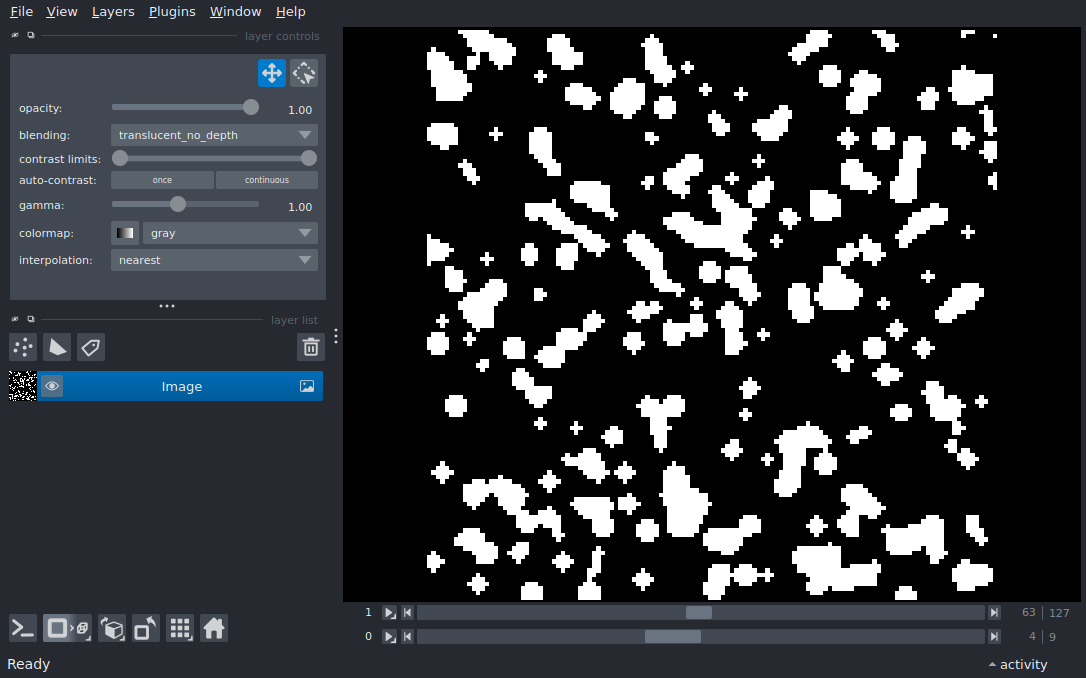 File View Layers Plugins Window Help
layer controls
opacity: 1.00
blending: translucent_no_depth
contrast limits:
auto-contrast: once continuous
gamma: 1.00
colormap: gray
interpolation: nearest
layer list
Image
1 63 127
0 4 9
Ready activity